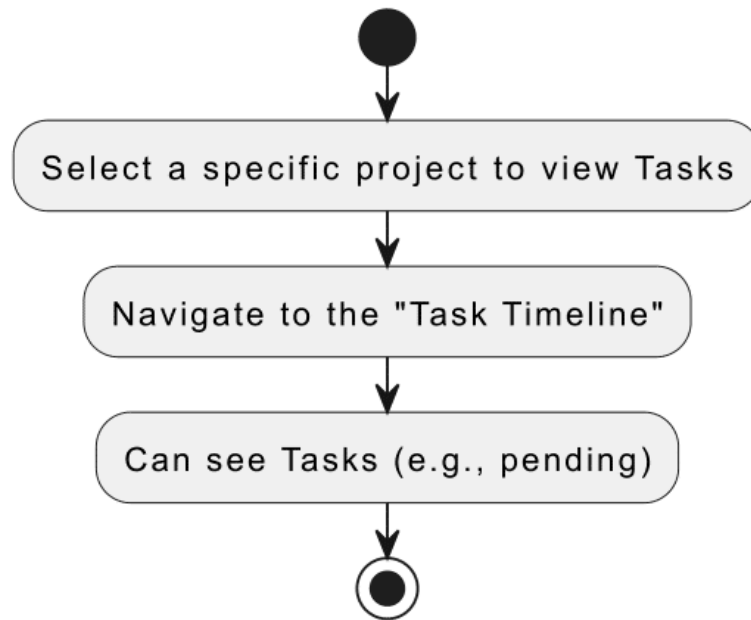 Select a specific project to view Tasks
Navigate to the "Task Timeline"
Can see Tasks (e.g., pending)